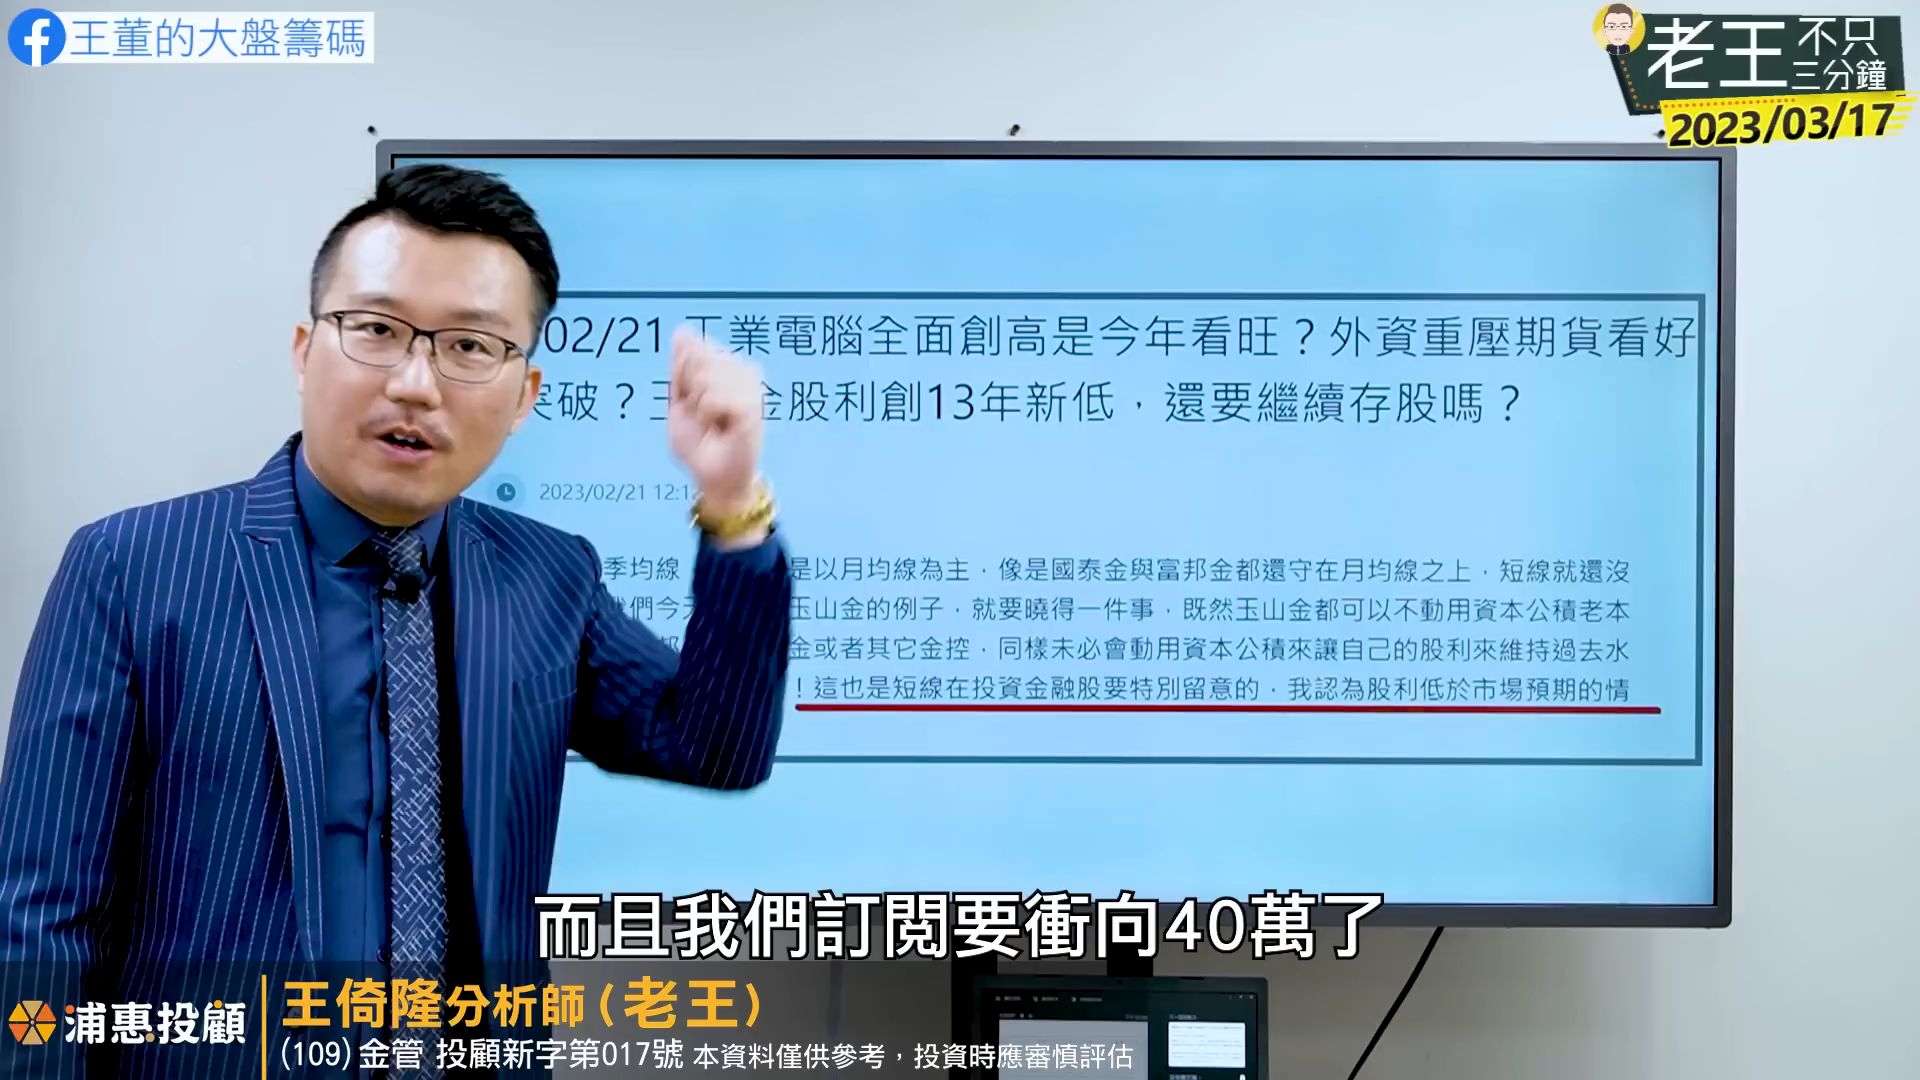 王董的大盤籌碼
老王不只三分鐘
2023/03/17
02/21 工業電腦全面創高是今年看旺？外資重壓期貨看好
突破？玉 金股利創13年新低，還要繼續存股嗎？
2023/02/21 12:12
季均線 是以月均線為主，像是國泰金與富邦金都還守在月均線之上，短線就還沒
我們今天 玉山金的例子，就要曉得一件事，既然玉山金都可以不動用資本公積老本
金或者其它金控，同樣未必會動用資本公積來讓自己的股利來維持過去水
！這也是短線在投資金融股要特別留意的，我認為股利低於市場預期的情
而且我們訂閱要衝向40萬了
浦惠投顧
王倚隆分析師(老王)
(109)金管 投顧新字第017號 本資料僅供參考，投資時應審慎評估